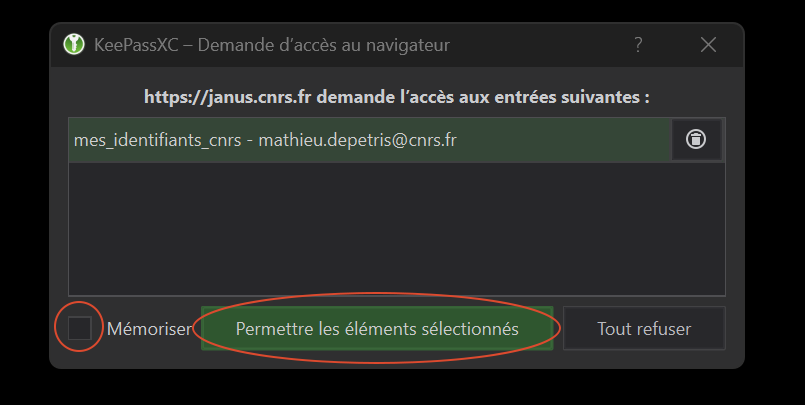 KeePassXC – Demande d’accès au navigateur ?
https://janus.cnrs.fr demande l’accès aux entrées suivantes :
mes_identifiants_cnrs - mathieu.depetris@cnrs.fr
Mémoriser Permettre les éléments sélectionnés Tout refuser